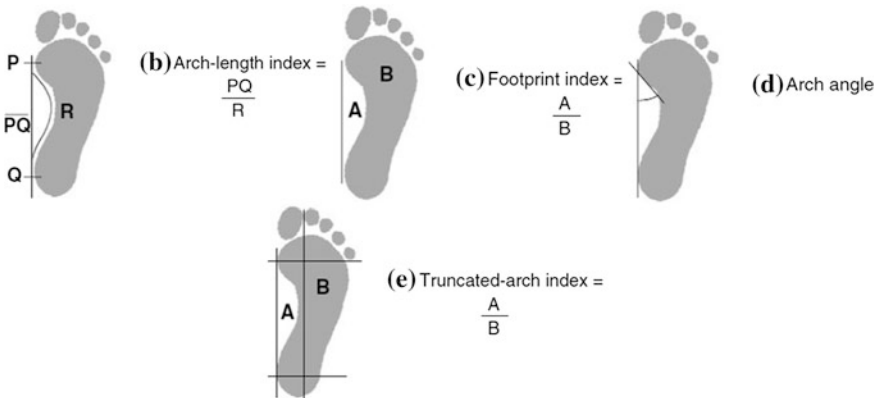 P
PQ
Q
R
(b) Arch-length index =
PQ
R
A
B
(c) Footprint index =
A
B
(d) Arch angle
A
B
(e) Truncated-arch index =
A
B